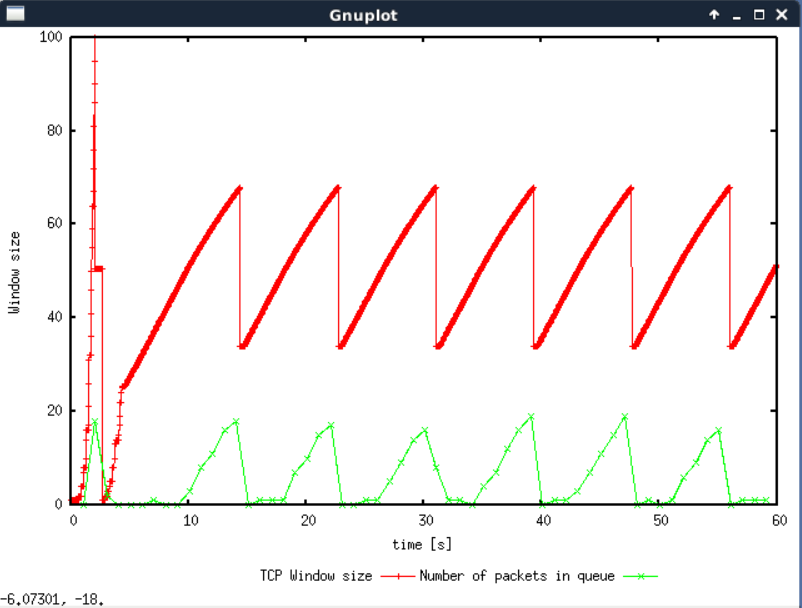 Gnuplot
100
80
60
40
20
0
Window size
0 10 20 30 40 50 60
time [s]
TCP Window size Number of packets in queue
-6.07301, -18.